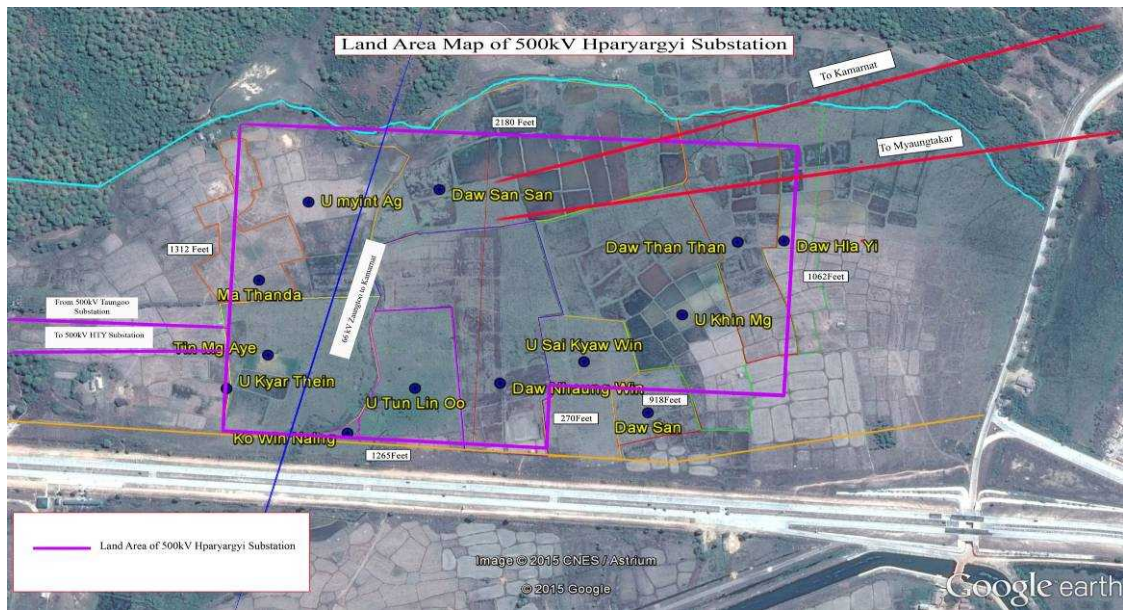 Land Area Map of 500kV Hparyargyi Substation
To Kamarnat
2180 Feet
To Myaungtakar
U myint Ag
Daw San San
1312 Feet
Daw Than Than
Daw Hla Yi
1062Feet
Ma Thanda
From 500kV Taungoo
Substation
66 kV Zaungtoo to Kamarnat
U Khin Mg
To 500kV HTY Substation
Tin Mg Aye
U Sai Kyaw Win
U Kyar Thein
U Tun Lin Oo
Daw Nhaung Win
918Feet
270Feet
Daw San
Ko Win Naing
1265Feet
Land Area of 500kV Hparyargyi Substation
Image © 2015 CNES / Astrium
© 2015 Google
Google earth